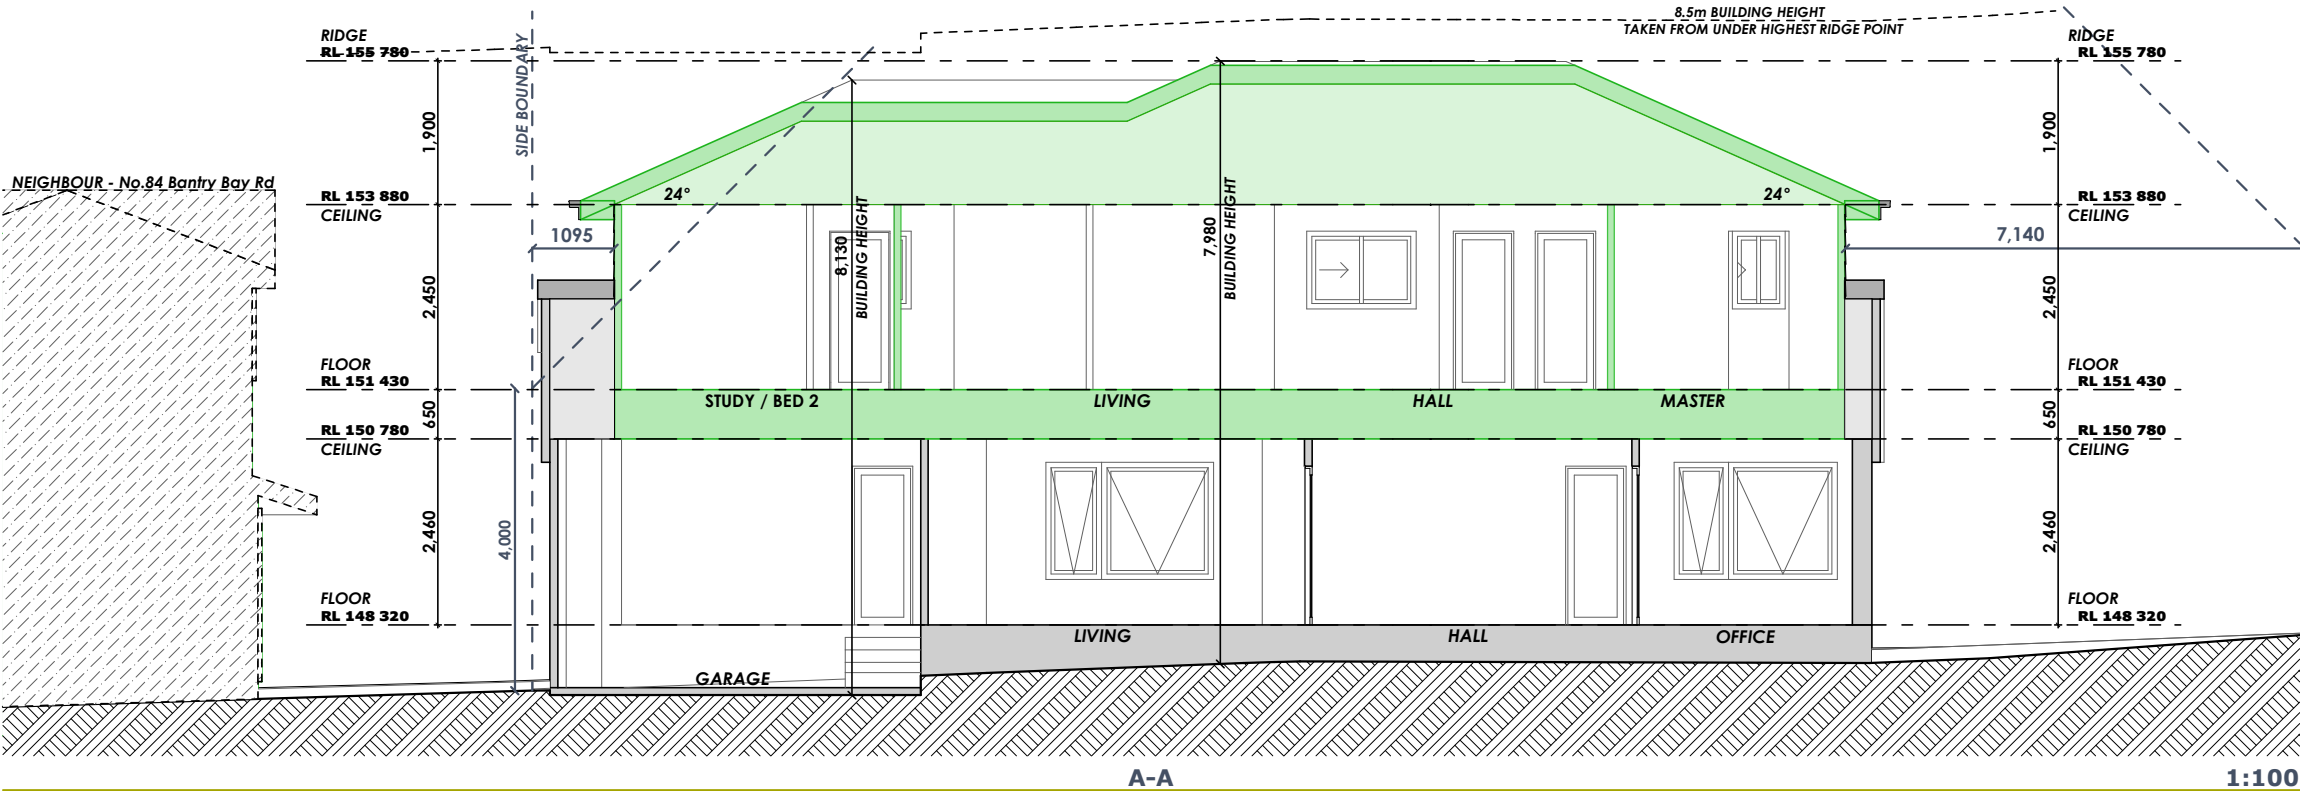 8.5m BUILDING HEIGHT
TAKEN FROM UNDER HIGHEST RIDGE POINT
RIDGE
RL 155 780
SIDE BOUNDARY
RIDGE
RL 155 780
1,900
1,900
NEIGHBOUR - No.84 Bantry Bay Rd
RL 153 880
CEILING
24°
24°
RL 153 880
CEILING
1095
7,140
8,130
BUILDING HEIGHT
7,980
BUILDING HEIGHT
2,450
2,450
FLOOR
RL 151 430
FLOOR
RL 151 430
STUDY / BED 2
LIVING
HALL
MASTER
650
650
RL 150 780
CEILING
RL 150 780
CEILING
2,460
4,000
2,460
FLOOR
RL 148 320
FLOOR
RL 148 320
LIVING
HALL
OFFICE
GARAGE
A-A
1:100